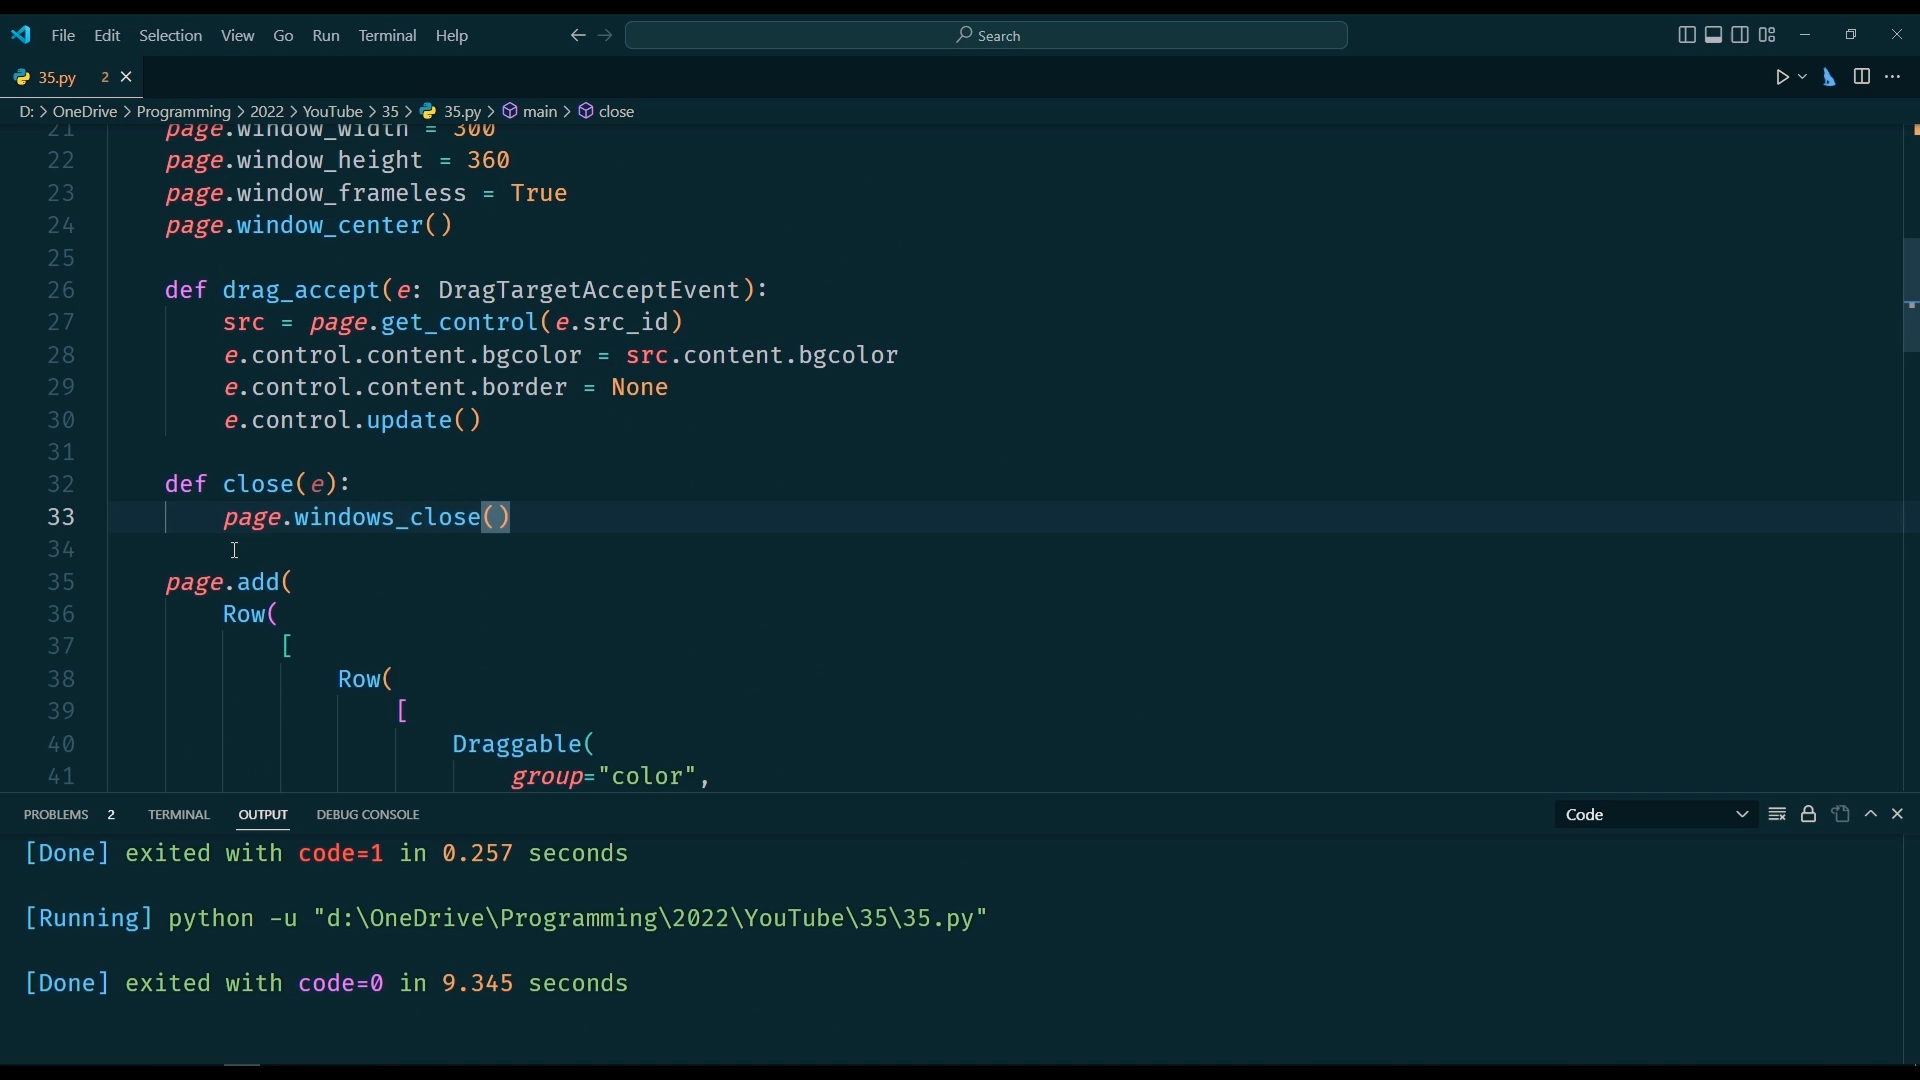 File Edit Selection View Go Run Terminal Help Search
35.py 2
D: > OneDrive > Programming > 2022 > YouTube > 35 > 35.py > main > close
21 page.window_width = 300
22 page.window_height = 360
23 page.window_frameless = True
24 page.window_center()
25
26 def drag_accept(e: DragTargetAcceptEvent):
27 src = page.get_control(e.src_id)
28 e.control.content.bgcolor = src.content.bgcolor
29 e.control.content.border = None
30 e.control.update()
31
32 def close(e):
33 page.windows_close()
34
35 page.add(
36 Row(
37 [
38 Row(
39 [
40 Draggable(
41 group="color",
PROBLEMS 2 TERMINAL OUTPUT DEBUG CONSOLE Code
[Done] exited with code=1 in 0.257 seconds
[Running] python -u "d:\OneDrive\Programming\2022\YouTube\35\35.py"
[Done] exited with code=0 in 9.345 seconds